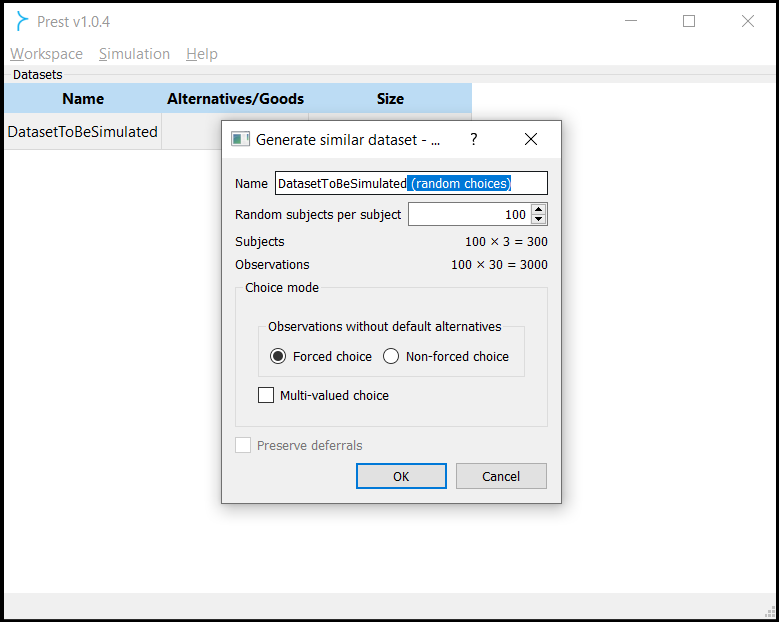 Prest v1.0.4
Workspace Simulation Help
Datasets
Name Alternatives/Goods Size
DatasetToBeSimulated
Generate similar dataset - ... ?
Name DatasetToBeSimulated (random choices)
Random subjects per subject 100
Subjects 100 × 3 = 300
Observations 100 × 30 = 3000
Choice mode
Observations without default alternatives
Forced choice Non-forced choice
Multi-valued choice
Preserve deferrals
OK Cancel